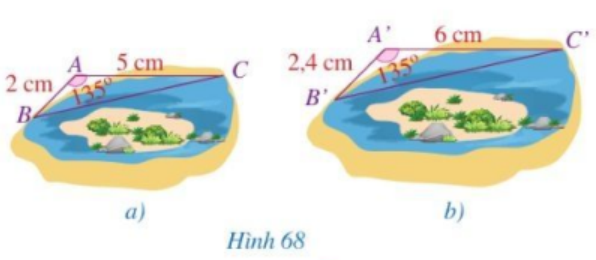 A 5 cm C
2 cm 135°
B
a)
A' 6 cm C'
2,4 cm 135°
B'
b)
Hình 68